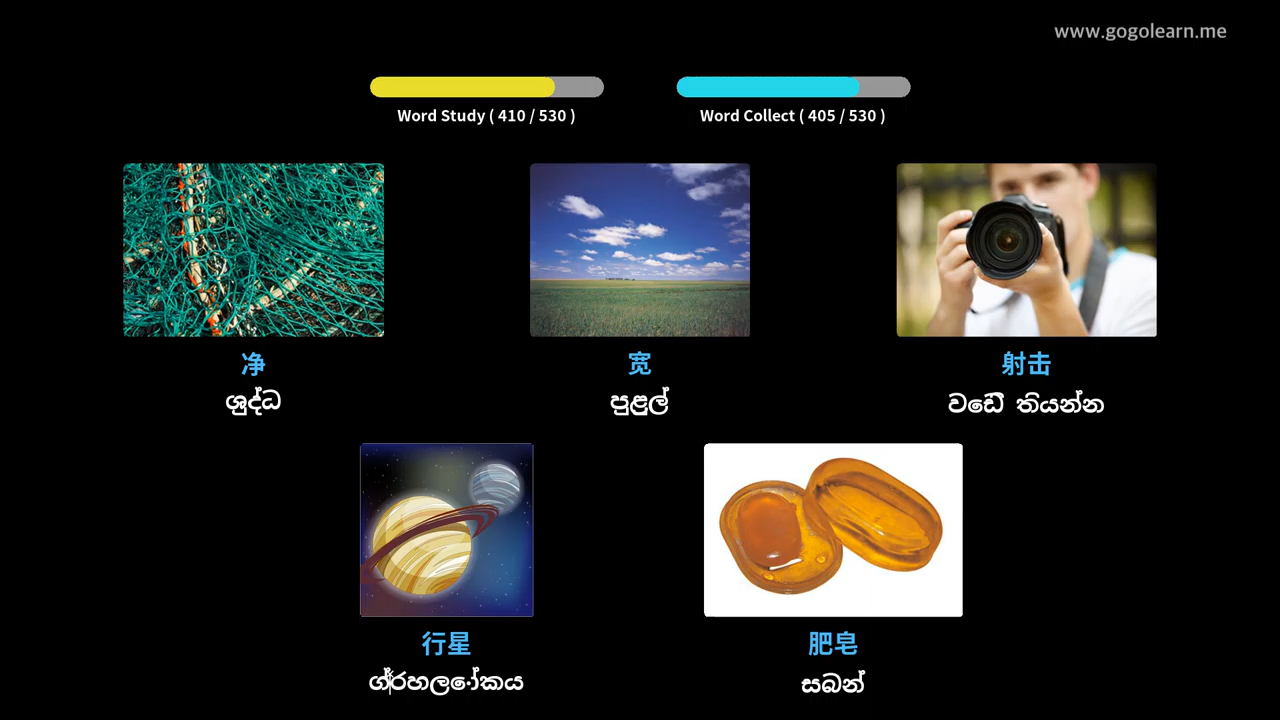 www.gogolearn.me
Word Study ( 410 / 530 )
Word Collect ( 405 / 530 )
净
ශුද්ධ
宽
පුළුල්
射击
වඩේි තියන්න
行星
ග්රහලෝකය
肥皂
සබන්